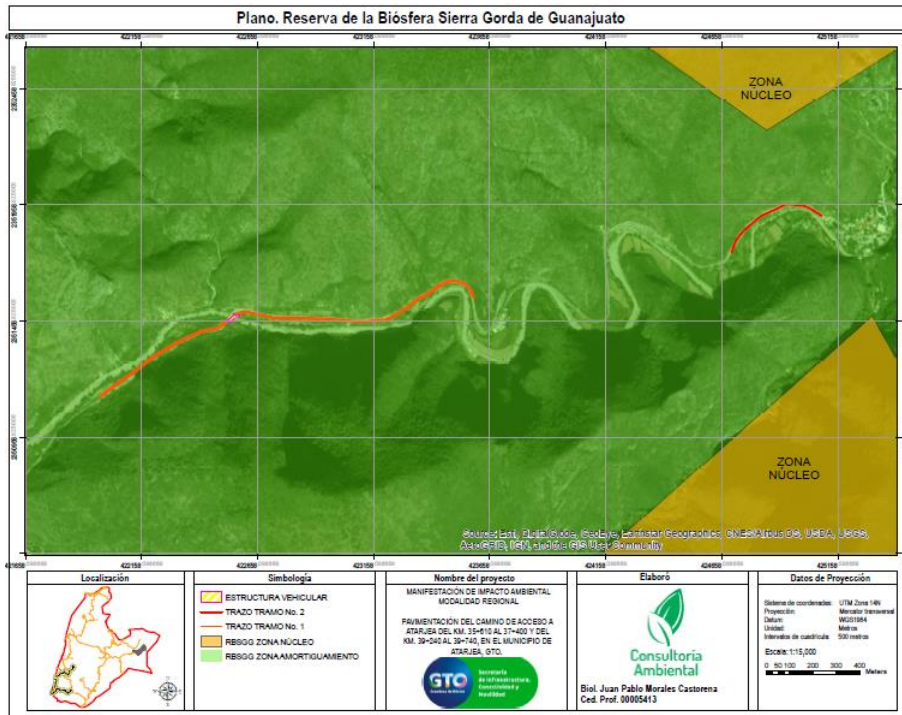 Plano. Reserva de la Biósfera Sierra Gorda de Guanajuato
ZONA
NÚCLEO
ZONA
NÚCLEO
Source: Esri, DigitalGlobe, GeoEye, Earthstar Geographics, CNES/Airbus DS, USDA, USGS,
AeroGRID, IGN, and the GIS User Community
Localización
Simbología
ESTRUCTURA VEHICULAR
TRAZO TRAMO No. 2
TRAZO TRAMO No. 1
RBSGG ZONA NÚCLEO
RBSGG ZONA AMORTIGUAMIENTO
Nombre del proyecto
MANIFESTACIÓN DE IMPACTO AMBIENTAL
MODALIDAD REGIONAL
PAVIMENTACIÓN DEL CAMINO DE ACCESO A
ATARJEA DEL KM. 35+610 AL 37+400 Y DEL
KM. 39+240 AL 39+740, EN EL MUNICIPIO DE
ATARJEA, GTO.
GTO
Secretaría
de Infraestructura,
Conectividad y
Movilidad
Elaboró
Consultoría
Ambiental
Biol. Juan Pablo Morales Castorena
Ced. Prof. 00005413
Datos de Proyección
Sistema de coordenadas: UTM Zona 14N
Proyección: Mercator transversal
Datum: WGS1984
Unidad: Metros
Intervalos de cuadrícula: 500 metros
Escala: 1:15,000
0 50 100 200 300 400
Meters